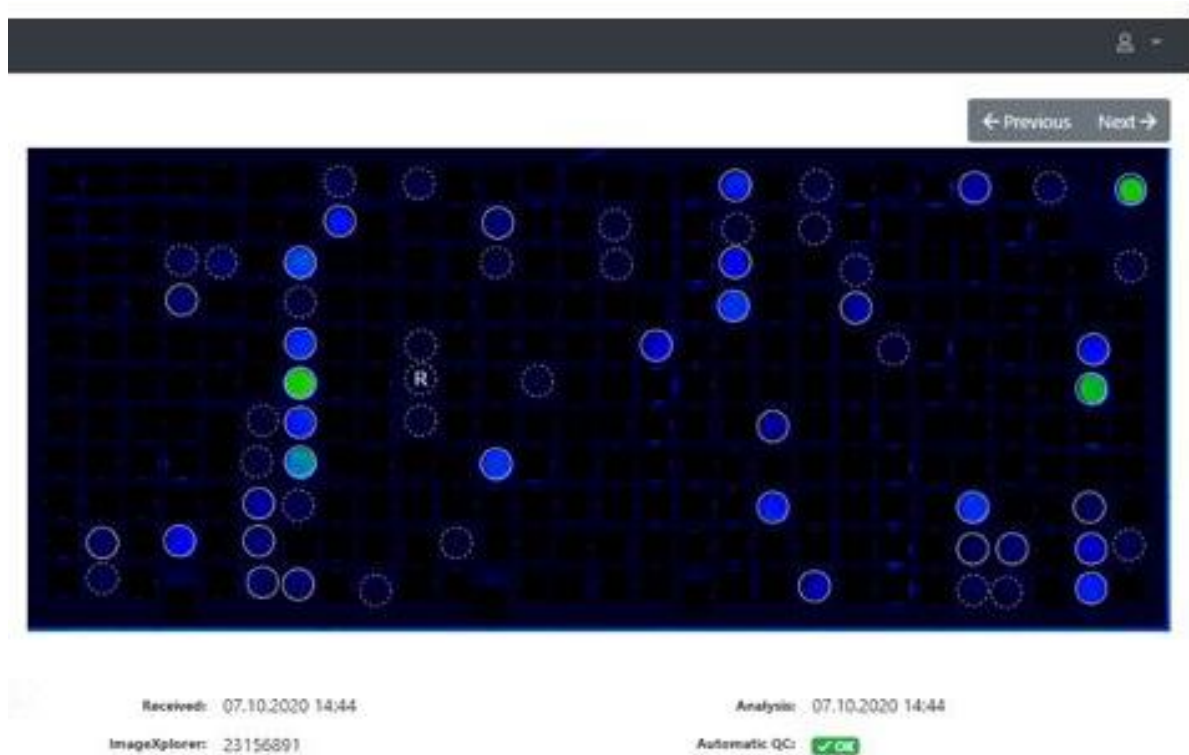 ← Previous Next →
R
Received: 07.10.2020 14:44
Analysis: 07.10.2020 14:44
ImageXplorer: 23156891
Automatic QC: ✓ OK